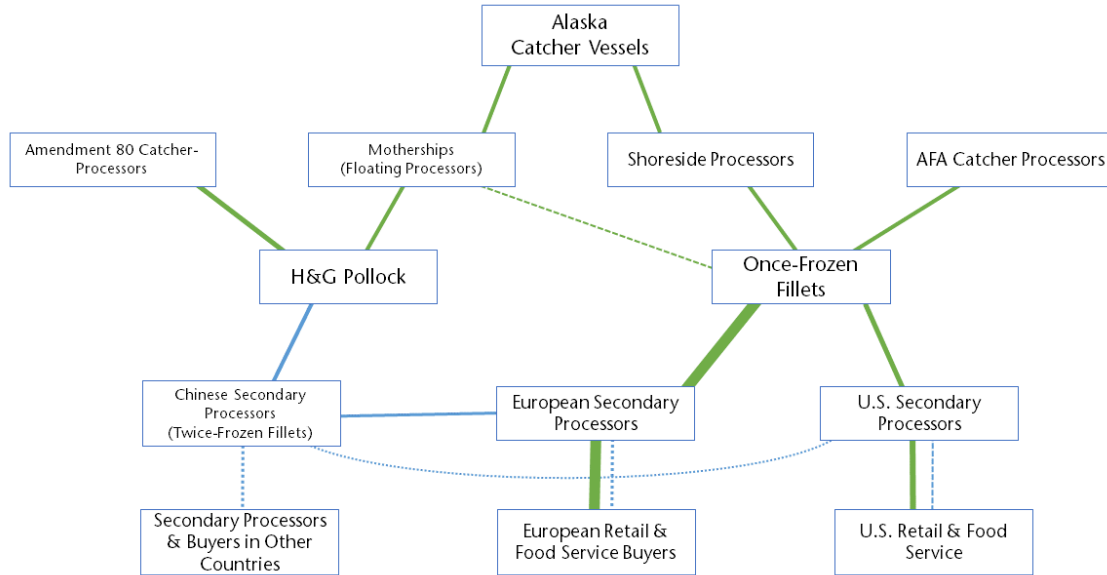 Alaska
Catcher Vessels
Amendment 80 Catcher-
Processors
Motherships
(Floating Processors)
Shoreside Processors
AFA Catcher Processors
H&G Pollock
Once-Frozen
Fillets
Chinese Secondary
Processors
(Twice-Frozen Fillets)
European Secondary
Processors
U.S. Secondary
Processors
Secondary Processors
& Buyers in Other
Countries
European Retail &
Food Service Buyers
U.S. Retail & Food
Service